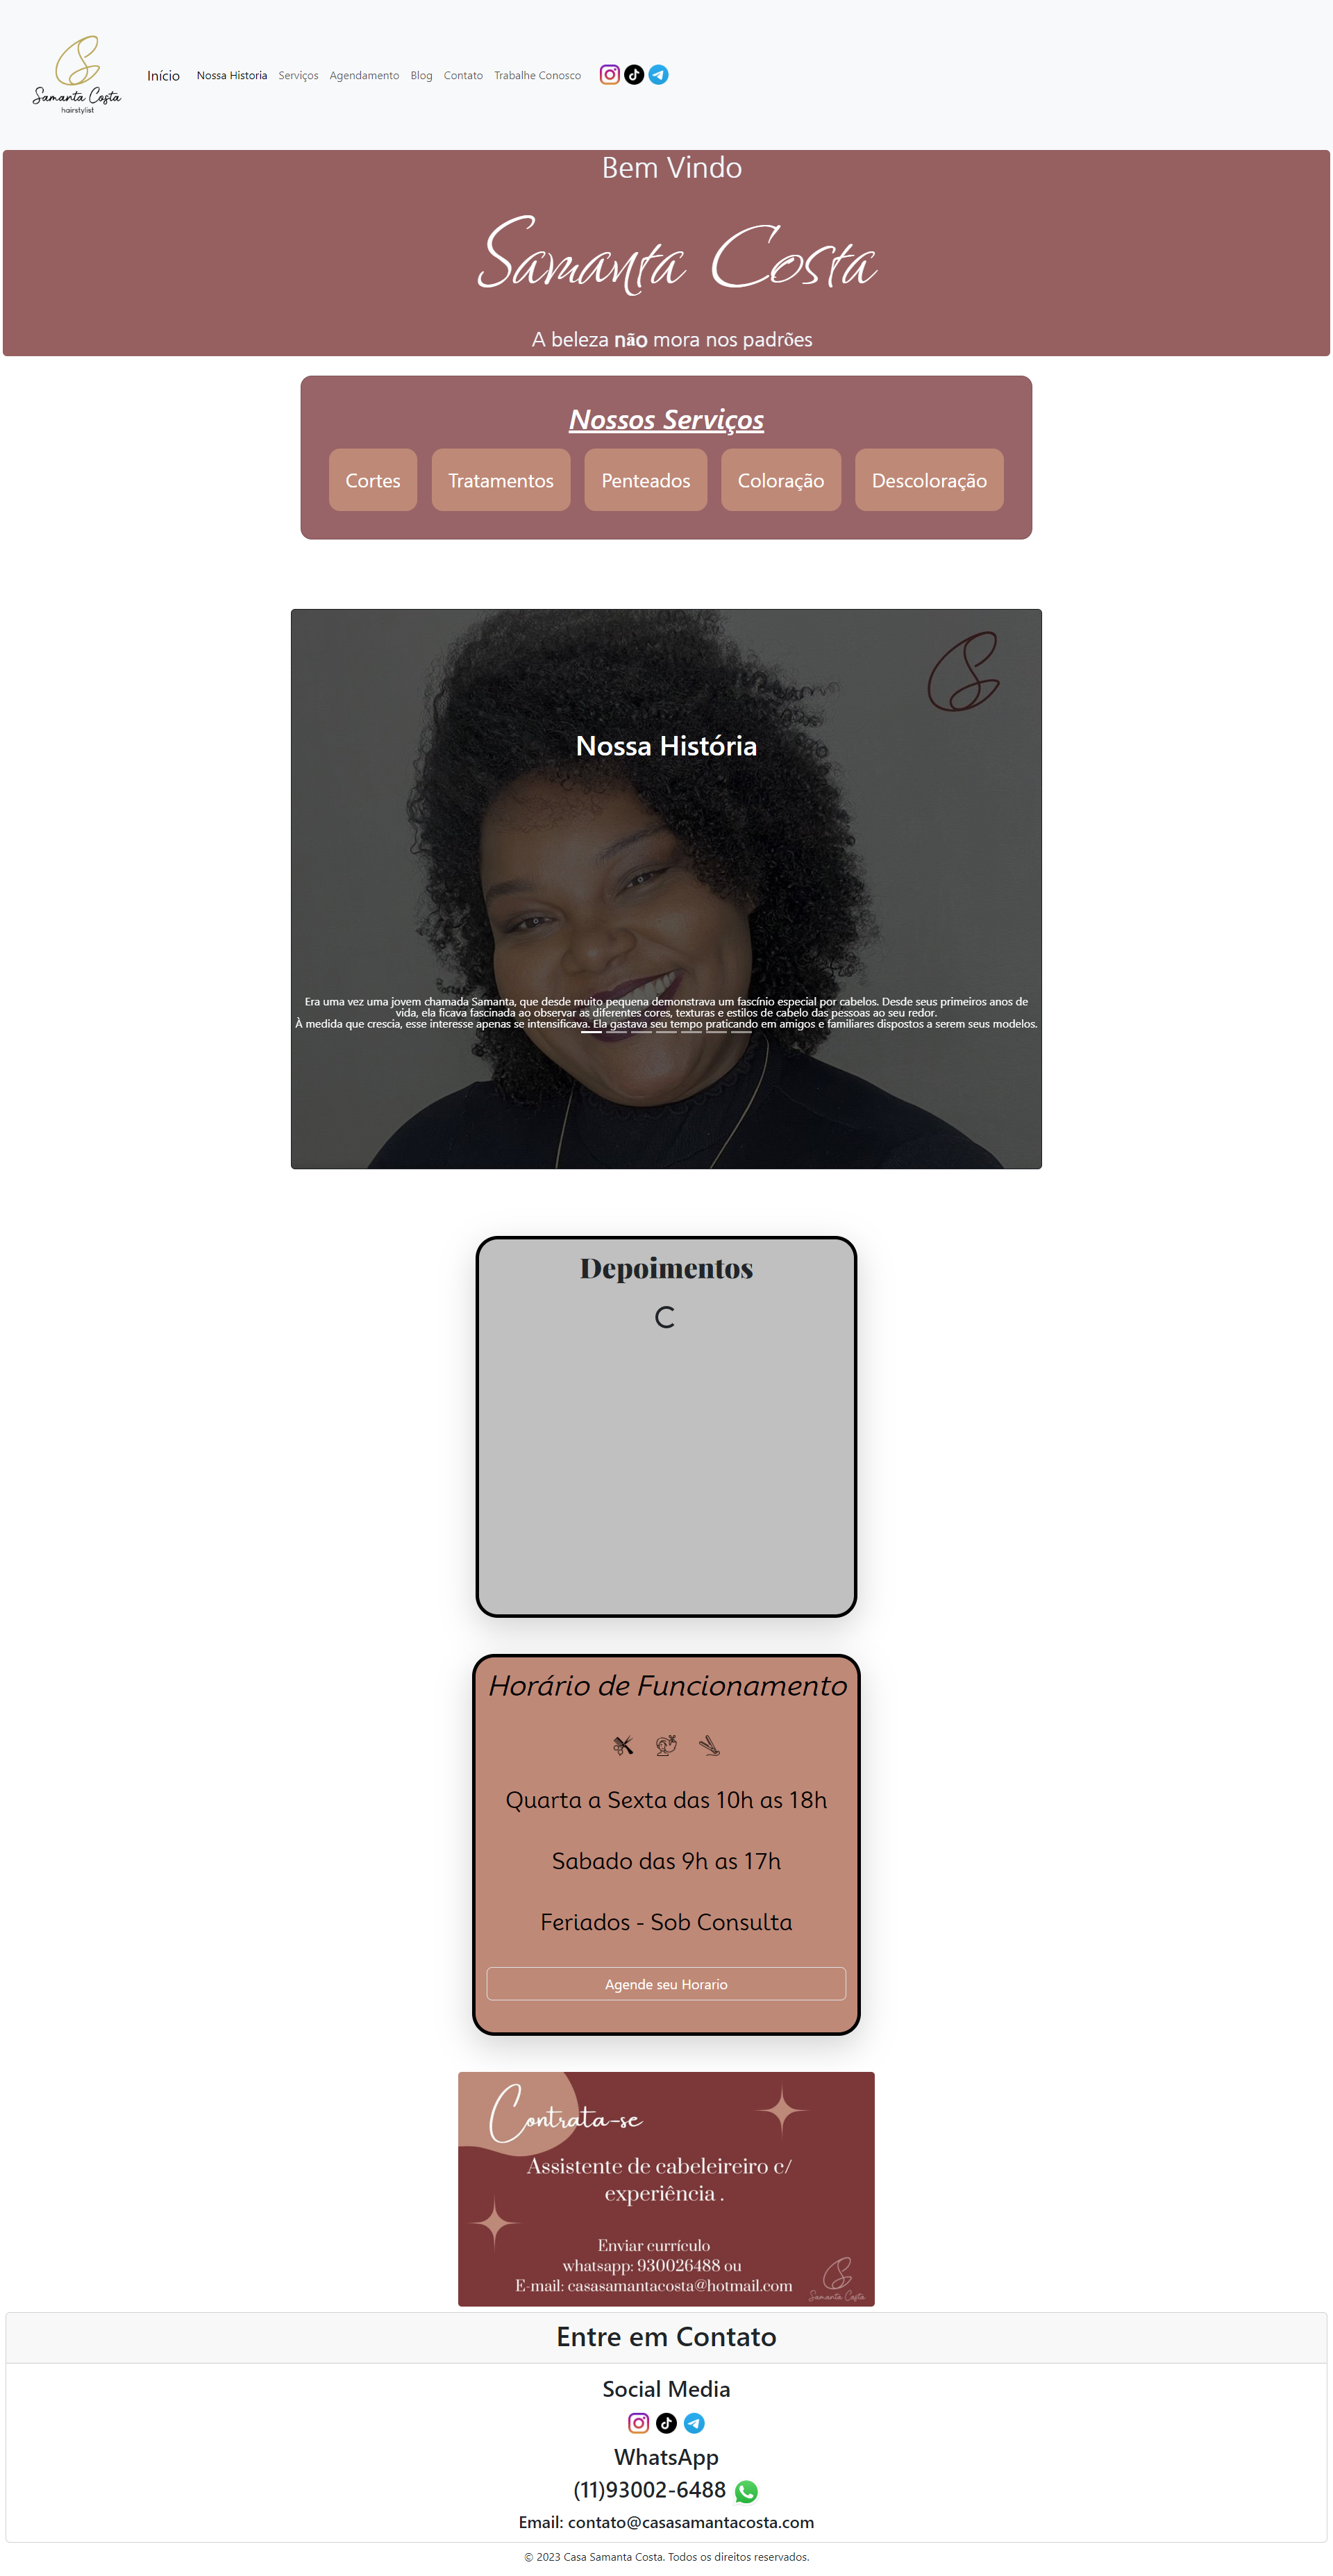 Samanta Costa
hairstylist
Início Nossa Historia Serviços Agendamento Blog Contato Trabalhe Conosco
Bem Vindo
Samanta Costa
A beleza não mora nos padrões
Nossos Serviços
Cortes Tratamentos Penteados Coloração Descoloração
Nossa História
Era uma vez uma jovem chamada Samanta, que desde muito pequena demonstrava um fascínio especial por cabelos. Desde seus primeiros anos de
vida, ela ficava fascinada ao observar as diferentes cores, texturas e estilos de cabelo das pessoas ao seu redor.
À medida que crescia, esse interesse apenas se intensificava. Ela gastava seu tempo praticando em amigos e familiares dispostos a serem seus modelos.
Depoimentos
Horário de Funcionamento
Quarta a Sexta das 10h as 18h
Sabado das 9h as 17h
Feriados - Sob Consulta
Agende seu Horario
Contrata-se
Assistente de cabeleireiro c/
experiência .
Enviar currículo
whatsapp: 930026488 ou
E-mail: casasamantacosta@hotmail.com
Samanta Costa
Entre em Contato
Social Media
WhatsApp
(11)93002-6488
Email: contato@casasamantacosta.com
© 2023 Casa Samanta Costa. Todos os direitos reservados.